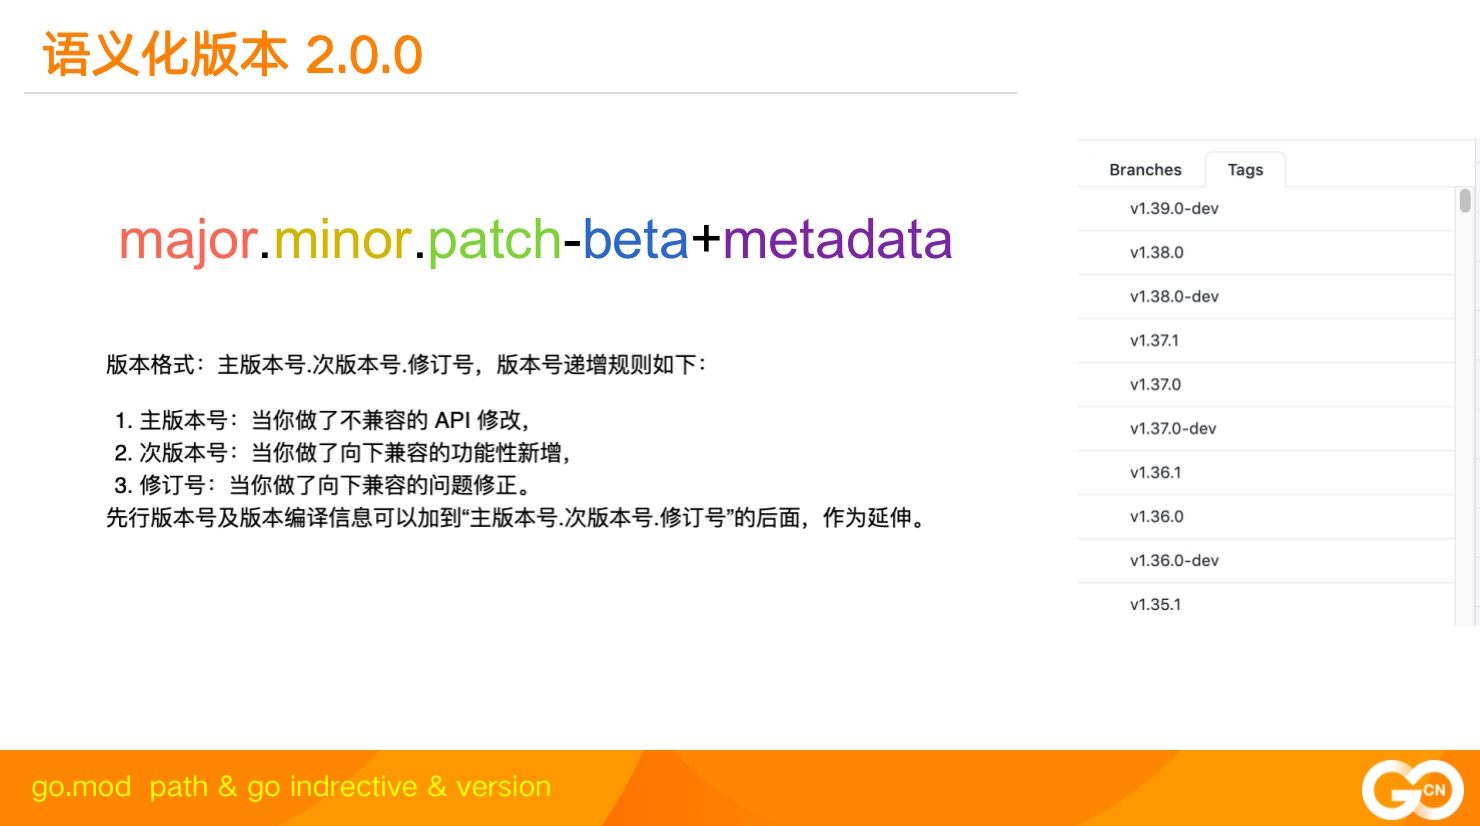 语义化版本 2.0.0
major.minor.patch-beta+metadata
版本格式：主版本号.次版本号.修订号，版本号递增规则如下：
1. 主版本号：当你做了不兼容的 API 修改，
2. 次版本号：当你做了向下兼容的功能性新增，
3. 修订号：当你做了向下兼容的问题修正。
先行版本号及版本编译信息可以加到“主版本号.次版本号.修订号”的后面，作为延伸。
Branches Tags
v1.39.0-dev
v1.38.0
v1.38.0-dev
v1.37.1
v1.37.0
v1.37.0-dev
v1.36.1
v1.36.0
v1.36.0-dev
v1.35.1
go.mod path & go indrective & version
GO CN